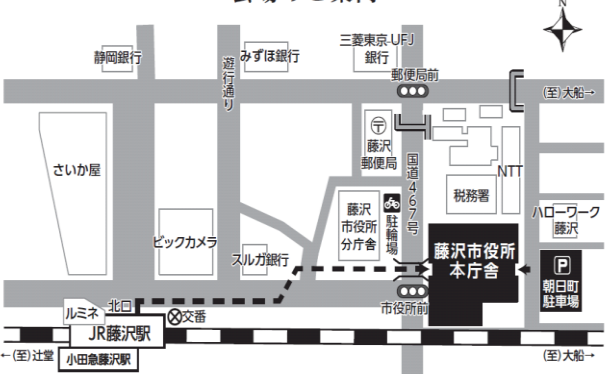 N
静岡銀行
みずほ銀行
三菱東京UFJ
銀行
遊行通り
郵便局前
(至)大船→
藤沢
郵便局
国道467号
さいか屋
NTT
税務署
藤沢
市役所
分庁舎
駐輪場
ハローワーク
藤沢
ビックカメラ
スルガ銀行
藤沢市役所
本庁舎
P
朝日町
駐車場
市役所前
ルミネ
北口
交番
JR藤沢駅
←(至)辻堂
小田急藤沢駅
(至)大船→